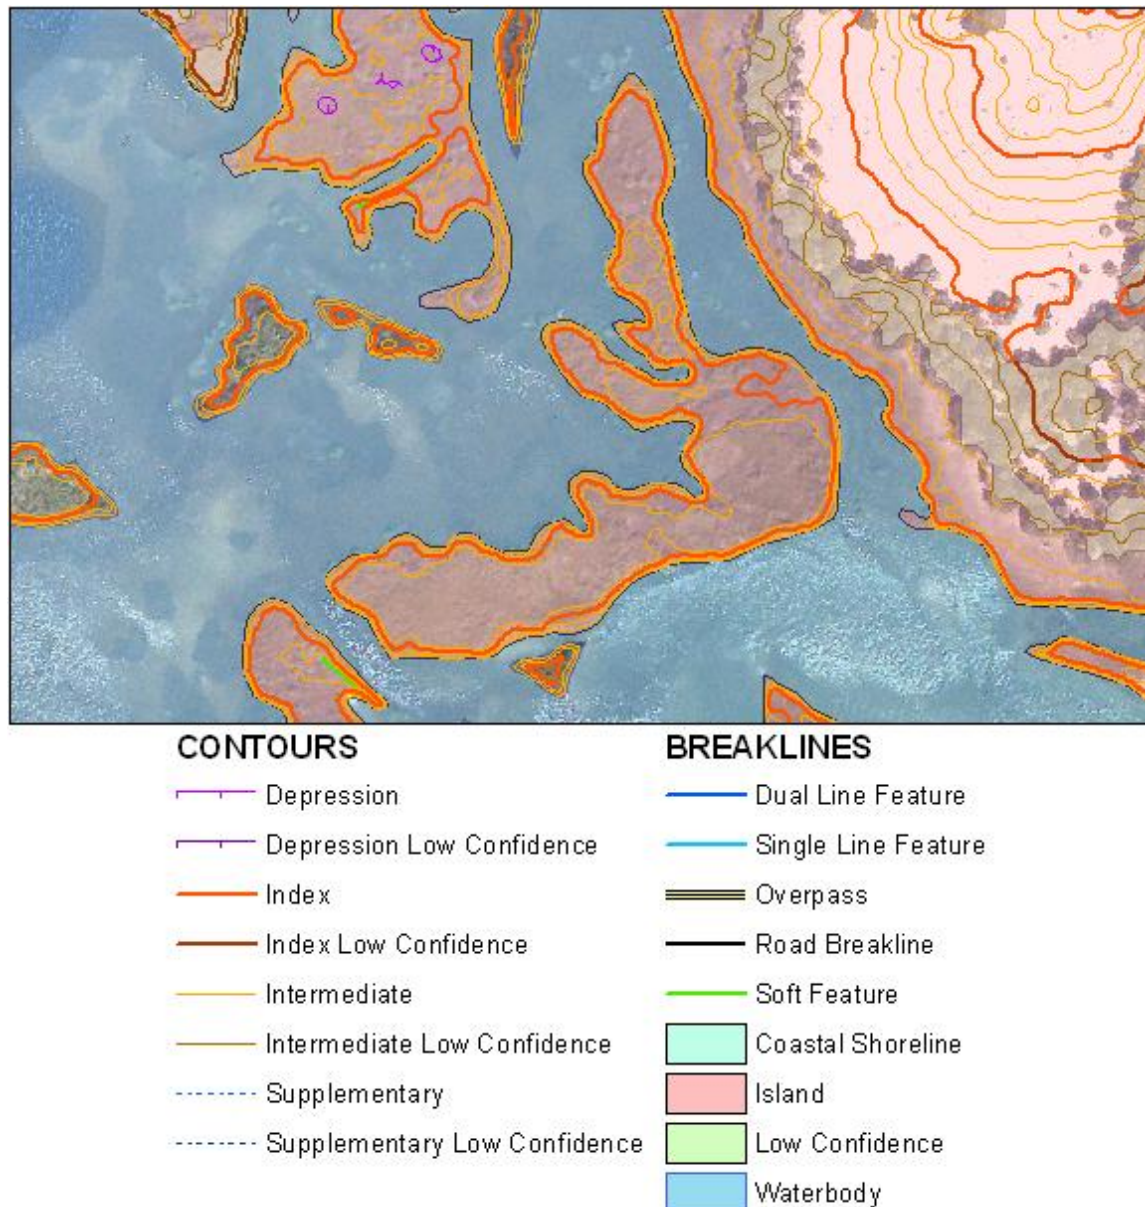 CONTOURS
Depression
Depression Low Confidence
Index
Index Low Confidence
Intermediate
Intermediate Low Confidence
Supplementary
Supplementary Low Confidence
BREAKLINES
Dual Line Feature
Single Line Feature
Overpass
Road Breakline
Soft Feature
Coastal Shoreline
Island
Low Confidence
Waterbody